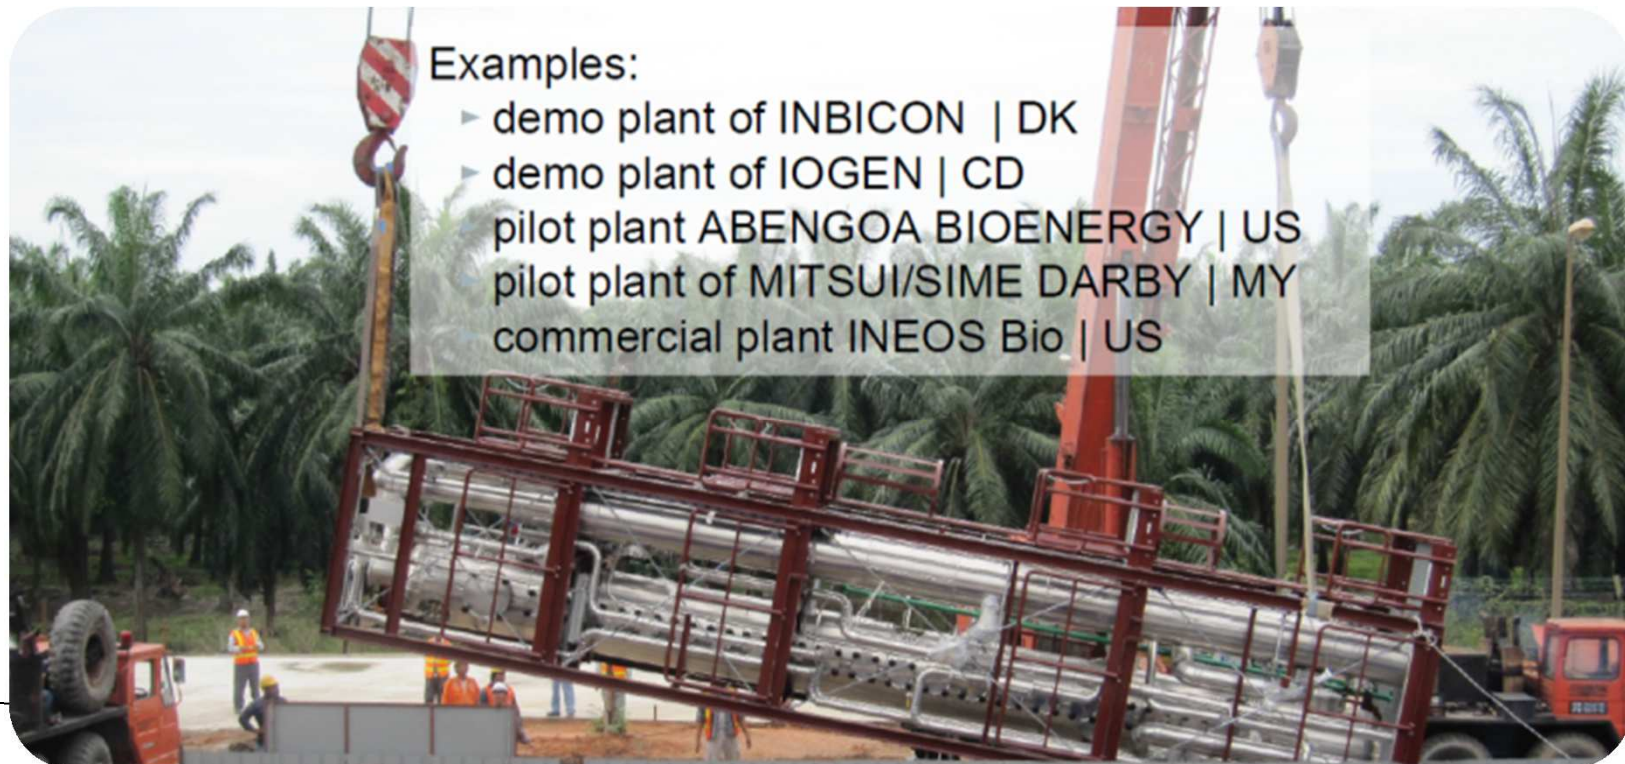 Examples:
► demo plant of INBICON | DK
► demo plant of IOGEN | CD
pilot plant ABENGOA BIOENERGY | US
pilot plant of MITSUI/SIME DARBY | MY
commercial plant INEOS Bio | US